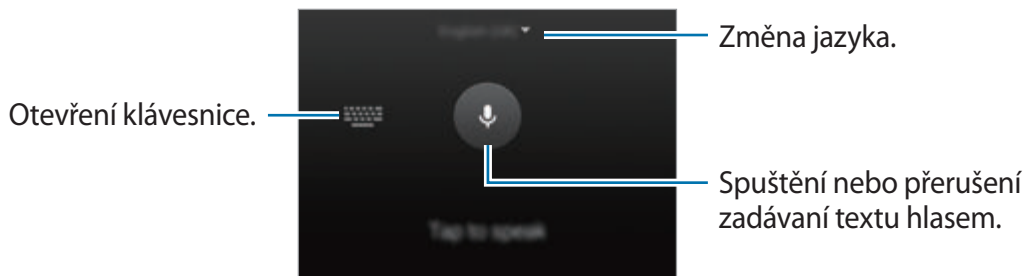 Změna jazyka.
Otevření klávesnice.
Spuštění nebo přerušení
zadávaní textu hlasem.
Tap to speak